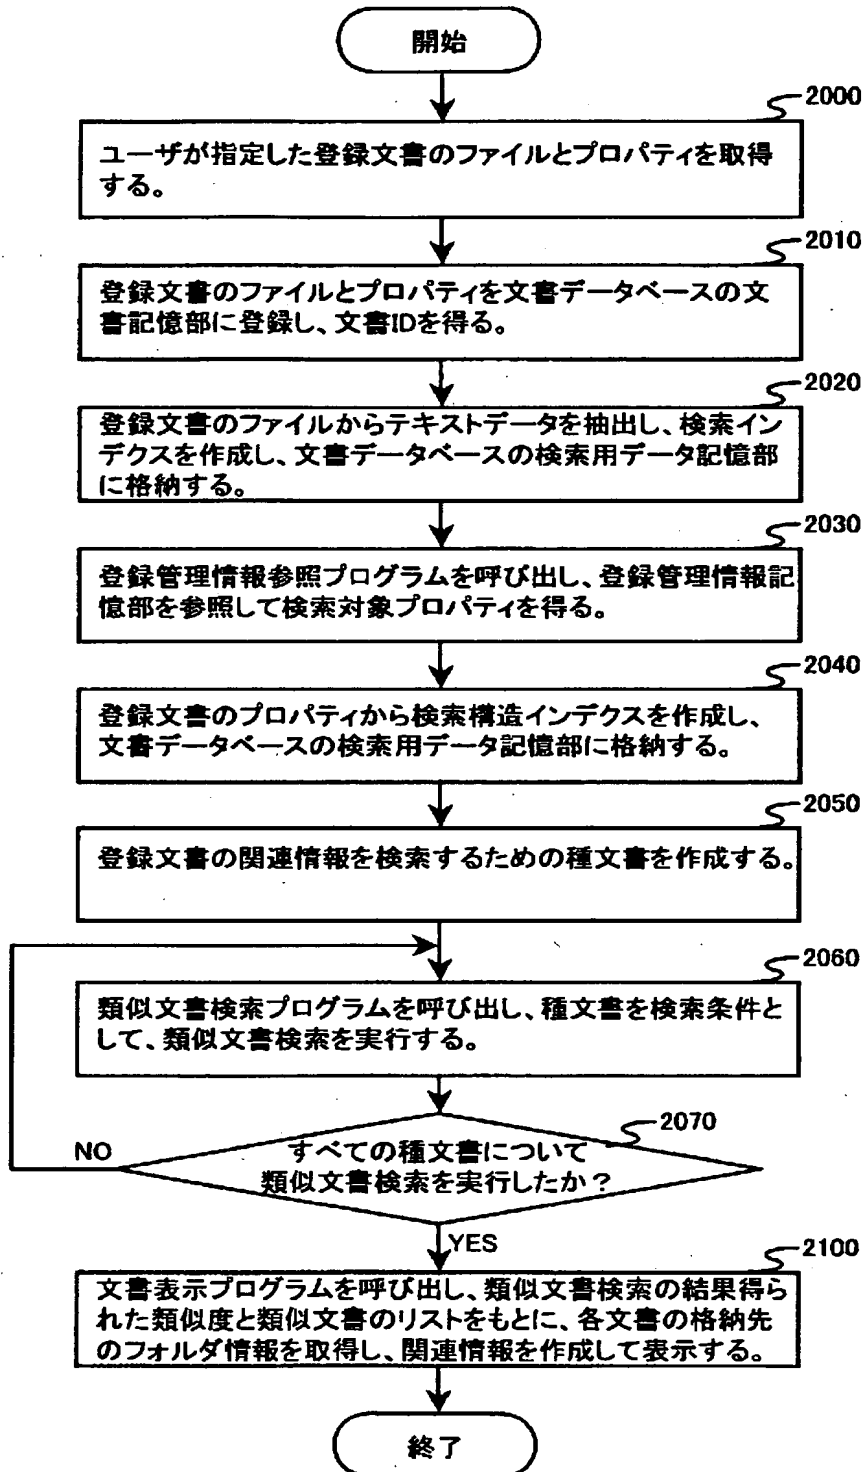 開始
2000
ユーザが指定した登録文書のファイルとプロパティを取得
する。
2010
登録文書のファイルとプロパティを文書データベースの文
書記憶部に登録し、文書IDを得る。
2020
登録文書のファイルからテキストデータを抽出し、検索イン
デクスを作成し、文書データベースの検索用データ記憶部
に格納する。
2030
登録管理情報参照プログラムを呼び出し、登録管理情報記
憶部を参照して検索対象プロパティを得る。
2040
登録文書のプロパティから検索構造インデクスを作成し、
文書データベースの検索用データ記憶部に格納する。
2050
登録文書の関連情報を検索するための種文書を作成する。
2060
類似文書検索プログラムを呼び出し、種文書を検索条件と
して、類似文書検索を実行する。
2070
NO
すべての種文書について
類似文書検索を実行したか？
YES
2100
文書表示プログラムを呼び出し、類似文書検索の結果得ら
れた類似度と類似文書のリストをもとに、各文書の格納先
のフォルダ情報を取得し、関連情報を作成して表示する。
終了